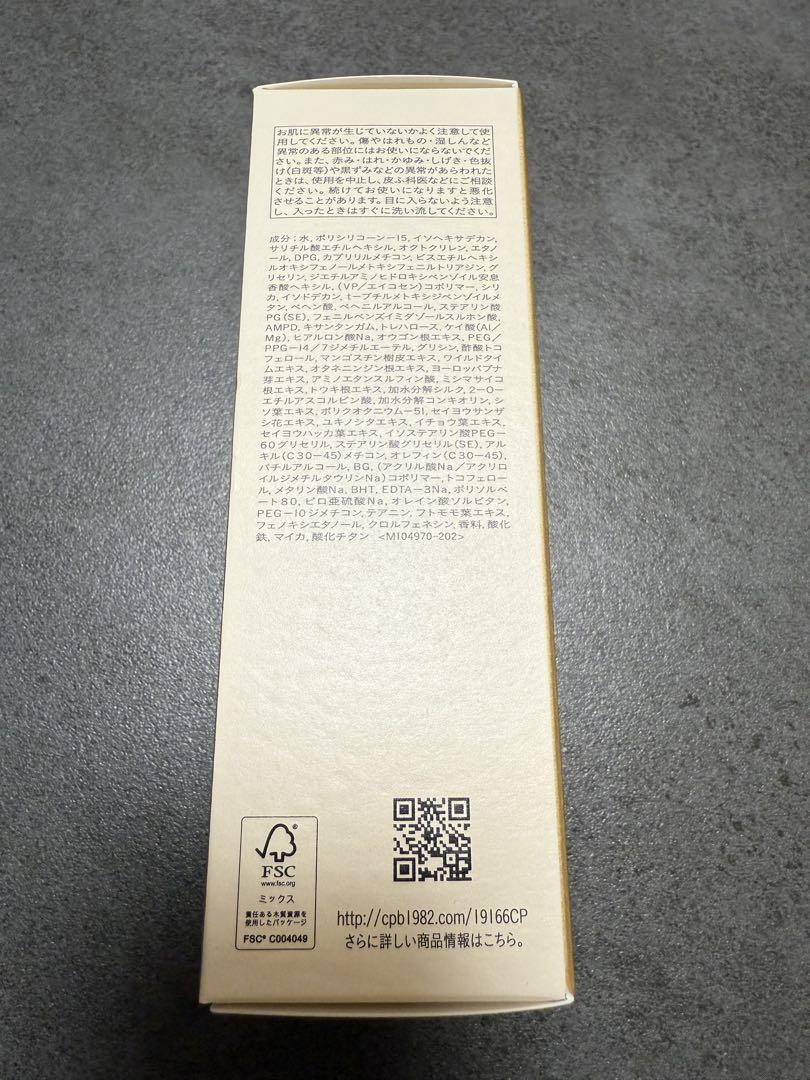 お肌に異常が生じていないかよく注意して使
用してください。傷やはれもの・湿しんなど
異常のある部位にはお使いにならないでくだ
さい。また、赤み・はれ・かゆみ・しげき・色抜
け(白斑等)や黒ずみなどの異常があらわれた
ときは、使用を中止し、皮ふ科医などにご相談
ください。続けてお使いになりますと悪化
させることがあります。目に入らないよう注意
し、入ったときはすぐに洗い流してください。
成分；水, ポリシリコーン-15, イソヘキサデカン,
サリチル酸エチルヘキシル, オクトクリレン, エタノ
ール, DPG, カプリリルメチコン, ビスエチルヘキシ
ルオキシフェノールメトキシフェニルトリアジン, グ
リセリン, ジエチルアミノヒドロキシベンゾイル安息
香酸ヘキシル, (VP/エイコセン)コポリマー, シリ
カ, イソドデカン, t-ブチルメトキシジベンゾイルメ
タン, ベヘン酸, ベヘニルアルコール, ステアリン酸
PG(SE), フェニルベンズイミダゾールスルホン酸,
AMPD, キサンタンガム, トレハロース, ケイ酸(Al/
Mg), ヒアルロン酸Na, オウゴン根エキス, PEG/
PPG-14/7ジメチルエーテル, グリシン, 酢酸トコ
フェロール, マンゴスチン樹皮エキス, ワイルドタイ
ムエキス, オタネニンジン根エキス, ヨーロッパブナ
芽エキス, アミノエタンスルフィン酸, ミシマサイコ
根エキス, トウキ根エキス, 加水分解シルク, 2-O-
エチルアスコルビン酸, 加水分解コンキオリン, シ
ソ葉エキス, ポリクオタニウム-51, セイヨウサンザ
シ花エキス, ユキノシタエキス, イチョウ葉エキス,
セイヨウハッカ葉エキス, イソステアリン酸PEG-
60グリセリル, ステアリン酸グリセリル(SE), アル
キル(C30-45)メチコン, オレフィン(C30-45),
バチルアルコール, BG, (アクリル酸Na/アクリロ
イルジメチルタウリンNa)コポリマー, トコフェロー
ル, メタリン酸Na, BHT, EDTA-3Na, ポリソルベ
ート80, ピロ亜硫酸Na, オレイン酸ソルビタン,
PEG-10ジメチコン, テアニン, フトモモ葉エキス,
フェノキシエタノール, クロルフェネシン, 香料, 酸化
鉄, マイカ, 酸化チタン <M104970-202>
FSC
www.fsc.org
ミックス
責任ある木質資源を
使用したパッケージ
FSC® C004049
http://cpb1982.com/19166CP
さらに詳しい商品情報はこちら。